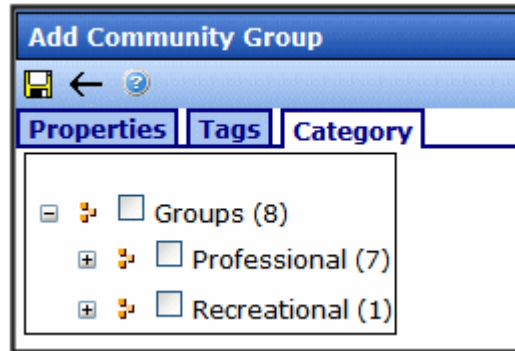 Add Community Group
Properties Tags Category
Groups (8)
Professional (7)
Recreational (1)